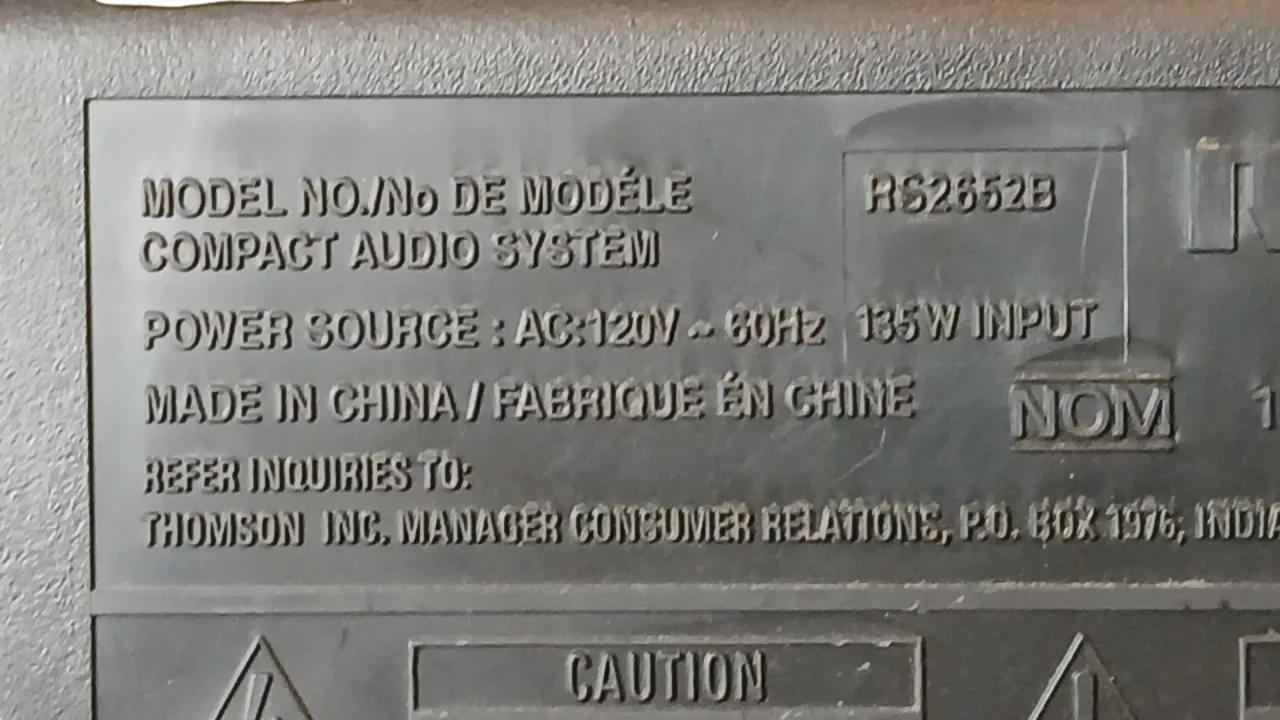 MODEL NO./No DE MODÉLE RS2652B
COMPACT AUDIO SYSTEM
POWER SOURCE : AC:120V ~ 60Hz 135W INPUT
MADE IN CHINA / FABRIQUE ÉN CHINE
NOM
REFER INQUIRIES TO:
THOMSON INC. MANAGER CONSUMER RELATIONS, P.O. BOX 1976,
CAUTION